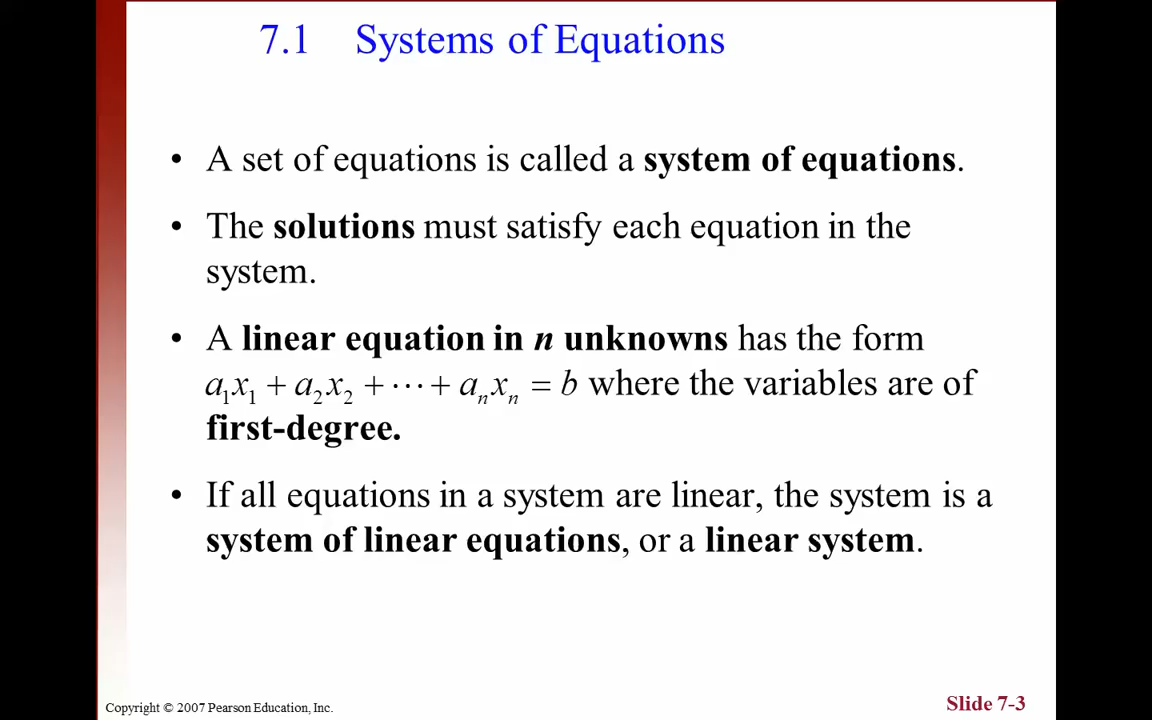 7.1 Systems of Equations
• A set of equations is called a system of equations.
• The solutions must satisfy each equation in the
system.
• A linear equation in n unknowns has the form
a₁x₁ + a₂x₂ + ⋯ + aₙxₙ = b where the variables are of
first-degree.
• If all equations in a system are linear, the system is a
system of linear equations, or a linear system.
Copyright © 2007 Pearson Education, Inc.
Slide 7-3